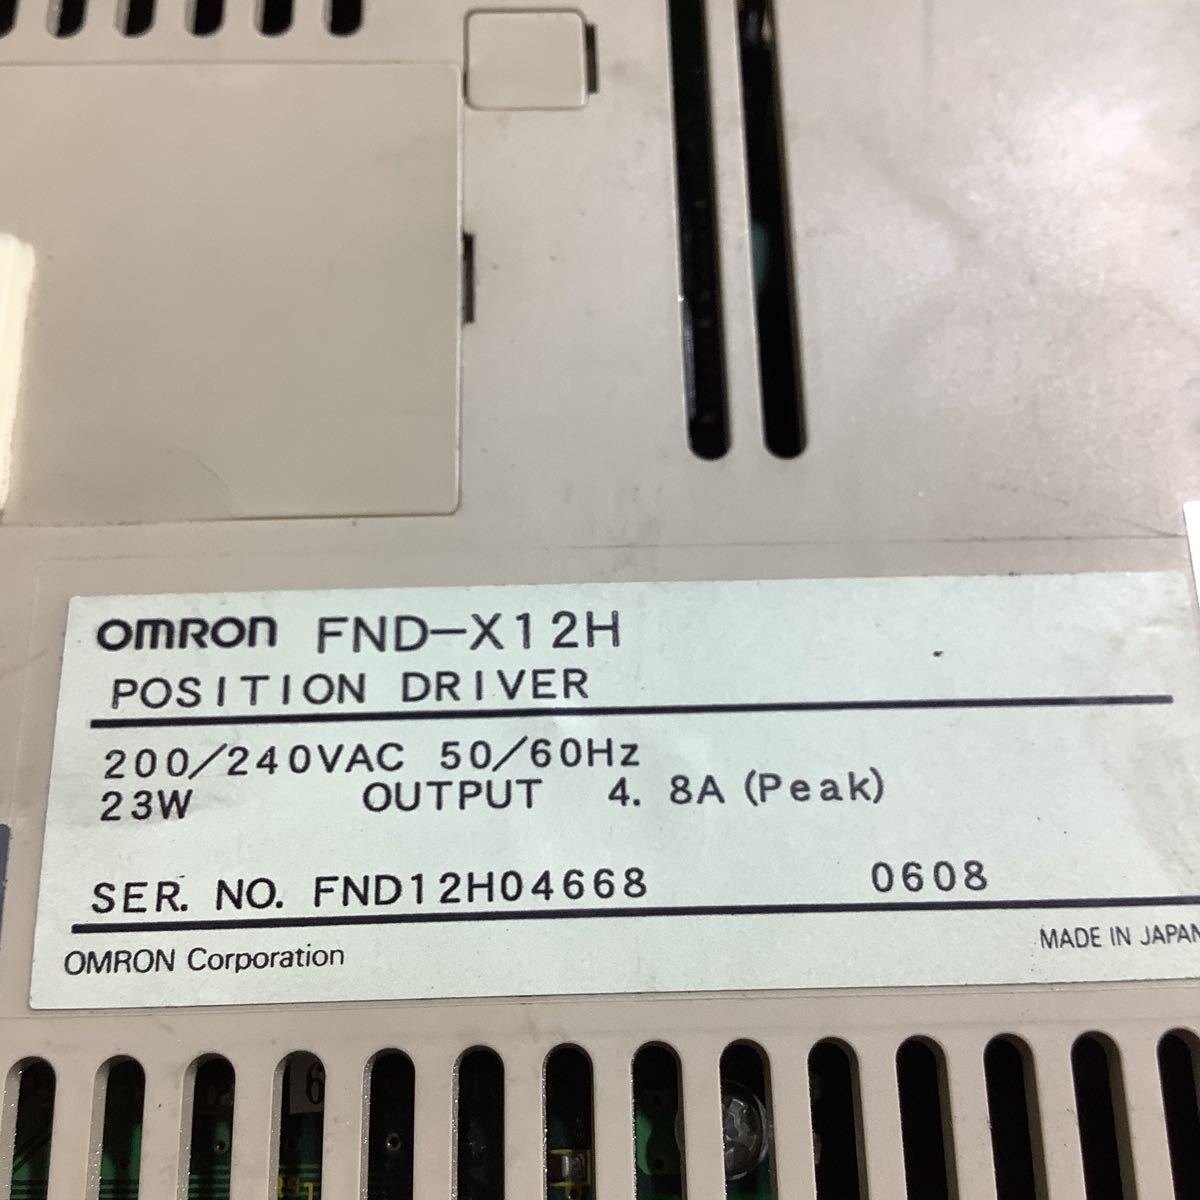 OMRON FND-X12H
POSITION DRIVER
200/240VAC 50/60Hz
23W OUTPUT 4.8A (Peak)
SER. NO. FND12H04668 0608
OMRON Corporation MADE IN JAPAN
6